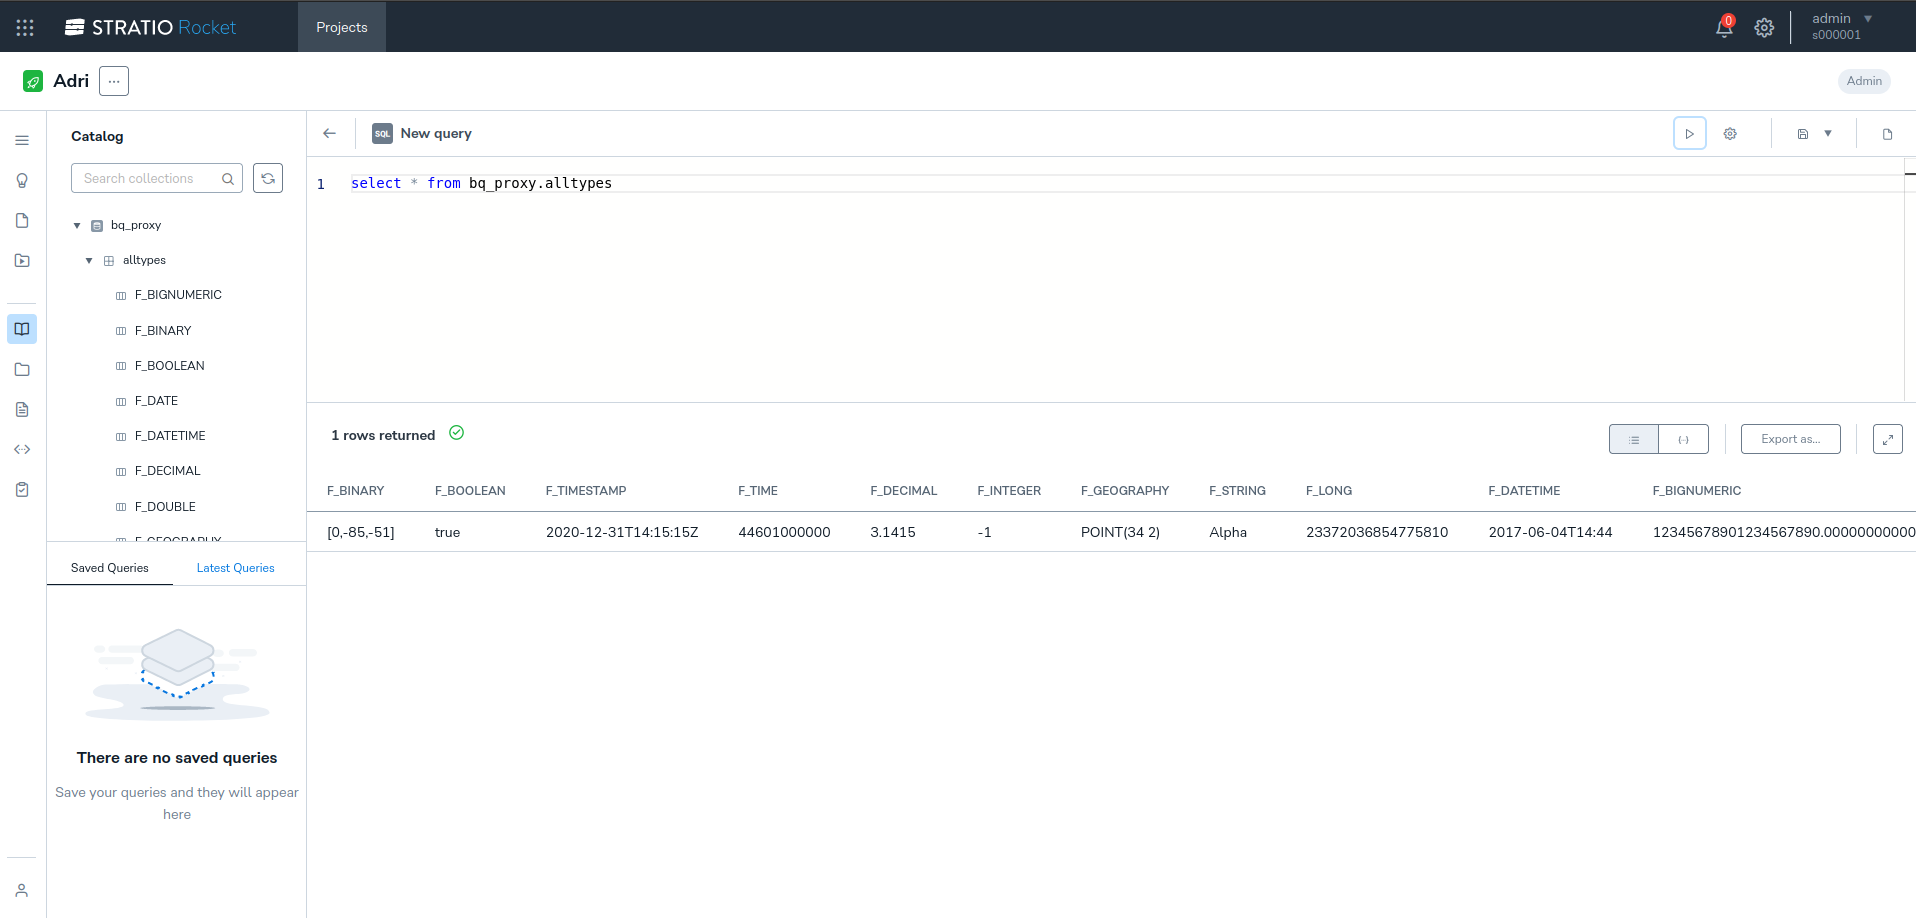 STRATIO Rocket
Projects
0
admin
s000001
Adri
...
Admin
Catalog
Search collections
bq_proxy
alltypes
F_BIGNUMERIC
F_BINARY
F_BOOLEAN
F_DATE
F_DATETIME
F_DECIMAL
F_DOUBLE
F_GEOGRAPHY
Saved Queries Latest Queries
There are no saved queries
Save your queries and they will appear
here
SQL New query
1 select * from bq_proxy.alltypes
1 rows returned
Export as...
F_BINARY F_BOOLEAN F_TIMESTAMP F_TIME F_DECIMAL F_INTEGER F_GEOGRAPHY F_STRING F_LONG F_DATETIME F_BIGNUMERIC
[0,-85,-51] true 2020-12-31T14:15:15Z 44601000000 3.1415 -1 POINT(34 2) Alpha 23372036854775810 2017-06-04T14:44 12345678901234567890.00000000000